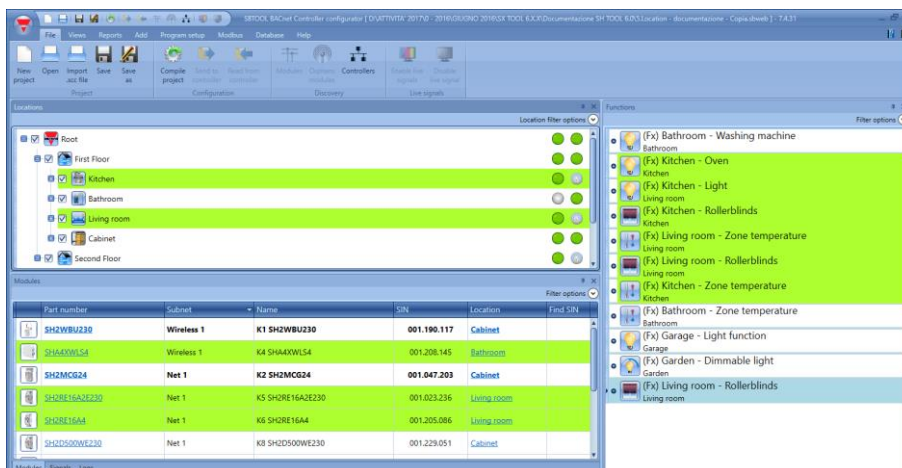 SBTOOL BACnet Controller configurator [ D:\ATTIVITA' 2017\0 - 2016\GIUGNO 2016\SX TOOL 6.X.X\Documentazione SH TOOL 6.0\3.Location - documentazione - Copia.shweb ] - 7.4.31
File Views Reports Add Program setup Modbus Database Help
New project Open Import .scc file Save Save as Compile project Send to controller Read from controller Modules Controllers Enable live signals Disable live signal
Project Configuration Discovery Live signals
Locations
Location filter options
Root
First Floor
Kitchen
Bathroom
Living room
Cabinet
Second Floor
Modules
Filter options
Part number Subnet Name SIN Location Find SIN
SH2WBU230 Wireless 1 K1 SH2WBU230 001.190.117 Cabinet
SHA4XWLS4 Wireless 1 K4 SHA4XWLS4 001.208.145 Bathroom
SH2MCG24 Net 1 K2 SH2MCG24 001.047.203 Cabinet
SH2RE16A2E230 Net 1 K5 SH2RE16A2E230 001.023.236 Living room
SH2RE16A4 Net 1 K6 SH2RE16A4 001.205.086 Living room
SH2D500WE230 Net 1 K8 SH2D500WE230 001.229.051 Cabinet
Modules Signals Logs
Functions
Filter options
(Fx) Bathroom - Washing machine
Bathroom
(Fx) Kitchen - Oven
Kitchen
(Fx) Kitchen - Light
Living room
(Fx) Kitchen - Rollerblinds
Kitchen
(Fx) Living room - Zone temperature
Living room
(Fx) Living room - Rollerblinds
Living room
(Fx) Kitchen - Zone temperature
Kitchen
(Fx) Bathroom - Zone temperature
Bathroom
(Fx) Garage - Light function
Garage
(Fx) Garden - Dimmable light
Garden
(Fx) Living room - Rollerblinds
Living room